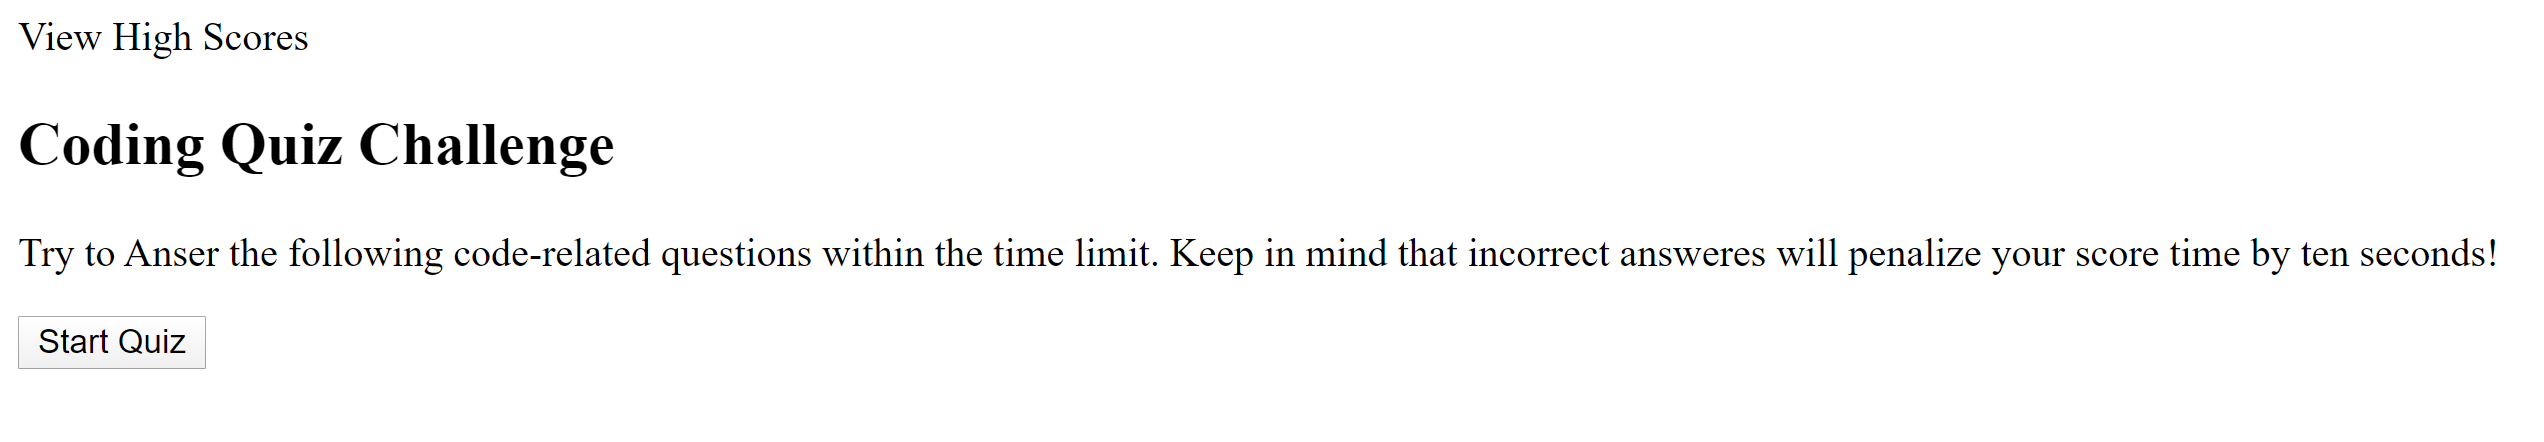 View High Scores
Coding Quiz Challenge
Try to Anser the following code-related questions within the time limit. Keep in mind that incorrect answeres will penalize your score time by ten seconds!
Start Quiz